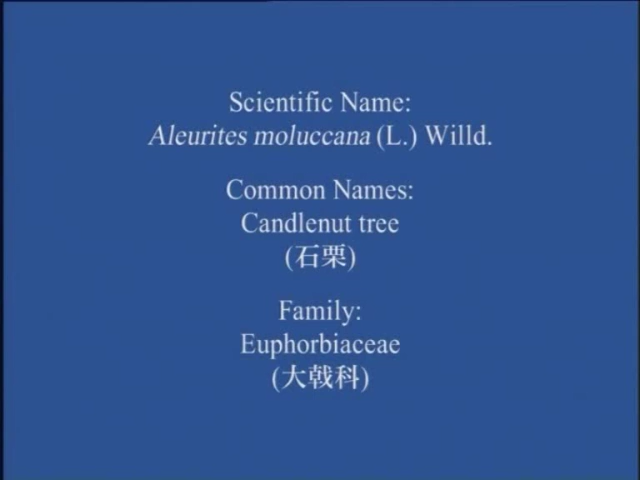 Scientific Name:
Aleurites moluccana (L.) Willd.
Common Names:
Candlenut tree
(石栗)
Family:
Euphorbiaceae
(大戟科)